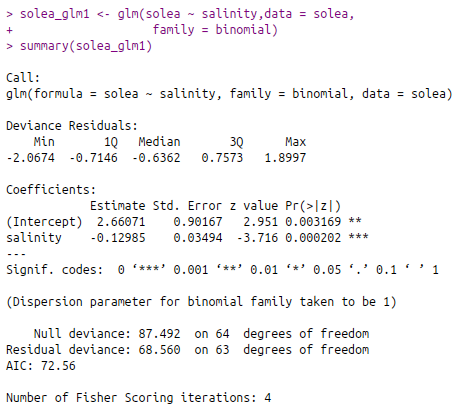 > solea_glm1 <- glm(solea ~ salinity,data = solea,
+                   family = binomial)
> summary(solea_glm1)

Call:
glm(formula = solea ~ salinity, family = binomial, data = solea)

Deviance Residuals:
    Min       1Q   Median       3Q      Max
-2.0674  -0.7146  -0.6362   0.7573   1.8997

Coefficients:
            Estimate Std. Error z value Pr(>|z|)
(Intercept)  2.66071    0.90167   2.951 0.003169 **
salinity    -0.12985    0.03494  -3.716 0.000202 ***
---
Signif. codes:  0 ‘***’ 0.001 ‘**’ 0.01 ‘*’ 0.05 ‘.’ 0.1 ‘ ’ 1

(Dispersion parameter for binomial family taken to be 1)

    Null deviance: 87.492  on 64  degrees of freedom
Residual deviance: 68.560  on 63  degrees of freedom
AIC: 72.56

Number of Fisher Scoring iterations: 4